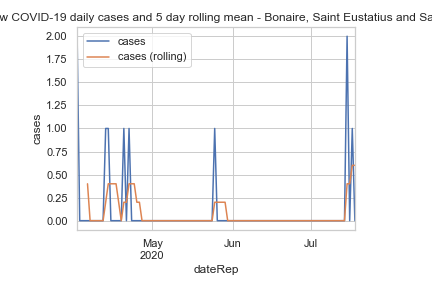 w COVID-19 daily cases and 5 day rolling mean - Bonaire, Saint Eustatius and Sa
cases
cases (rolling)
2.00
1.75
1.50
1.25
1.00
0.75
0.50
0.25
0.00
cases
May
2020
Jun
Jul
dateRep